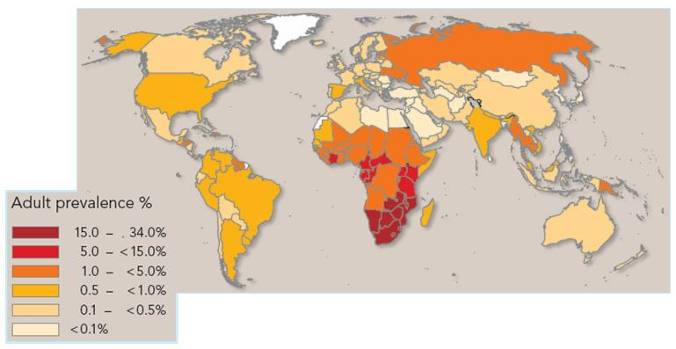 Adult prevalence %
15.0 – . 34.0%
5.0 – <15.0%
1.0 – <5.0%
0.5 – <1.0%
0.1 – <0.5%
<0.1%